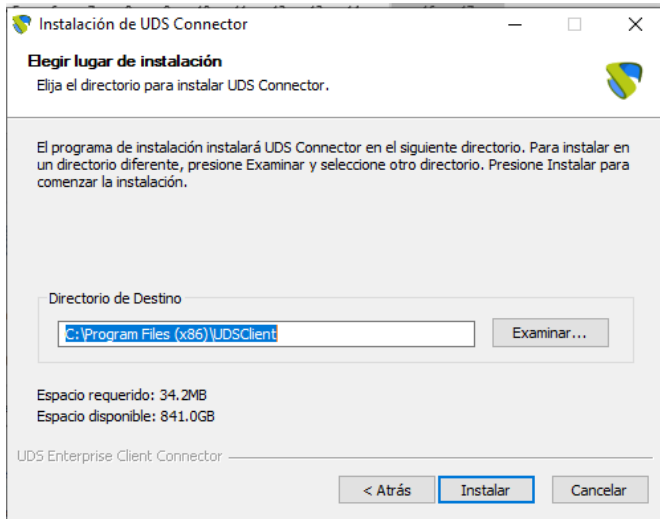 Instalación de UDS Connector
Elegir lugar de instalación
Elija el directorio para instalar UDS Connector.
El programa de instalación instalará UDS Connector en el siguiente directorio. Para instalar en
un directorio diferente, presione Examinar y seleccione otro directorio. Presione Instalar para
comenzar la instalación.
Directorio de Destino
C:\Program Files (x86)\UDSClient
Examinar...
Espacio requerido: 34.2MB
Espacio disponible: 841.0GB
UDS Enterprise Client Connector
< Atrás
Instalar
Cancelar